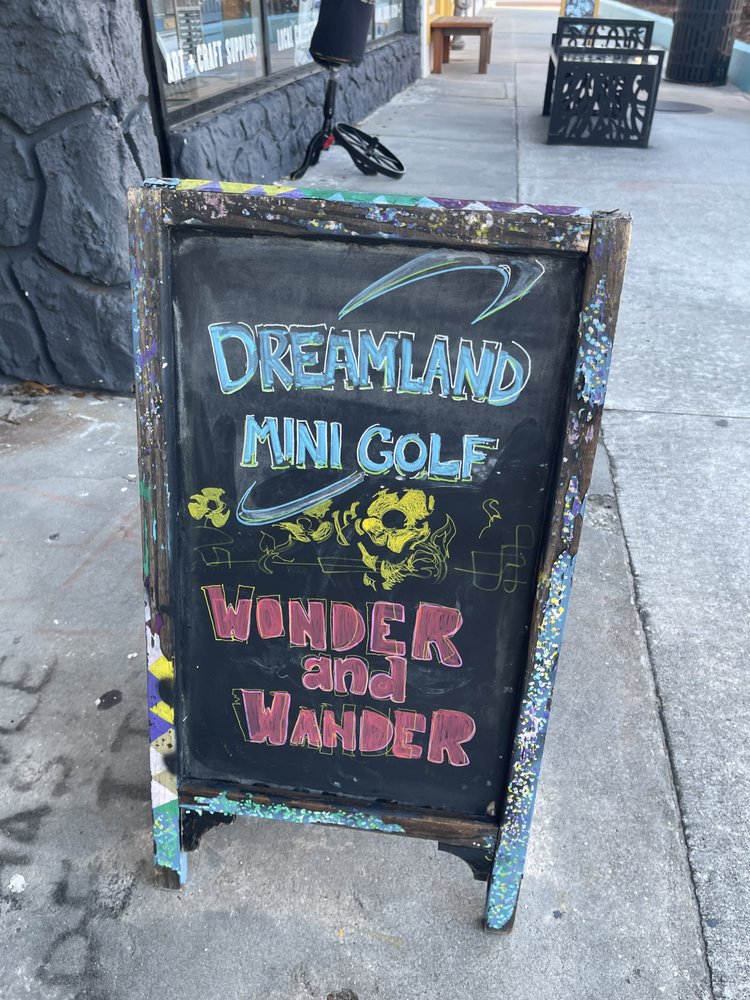 ART & CRAFT SUPPLIES
DREAMLAND
MINI GOLF
WONDER
and
WANDER